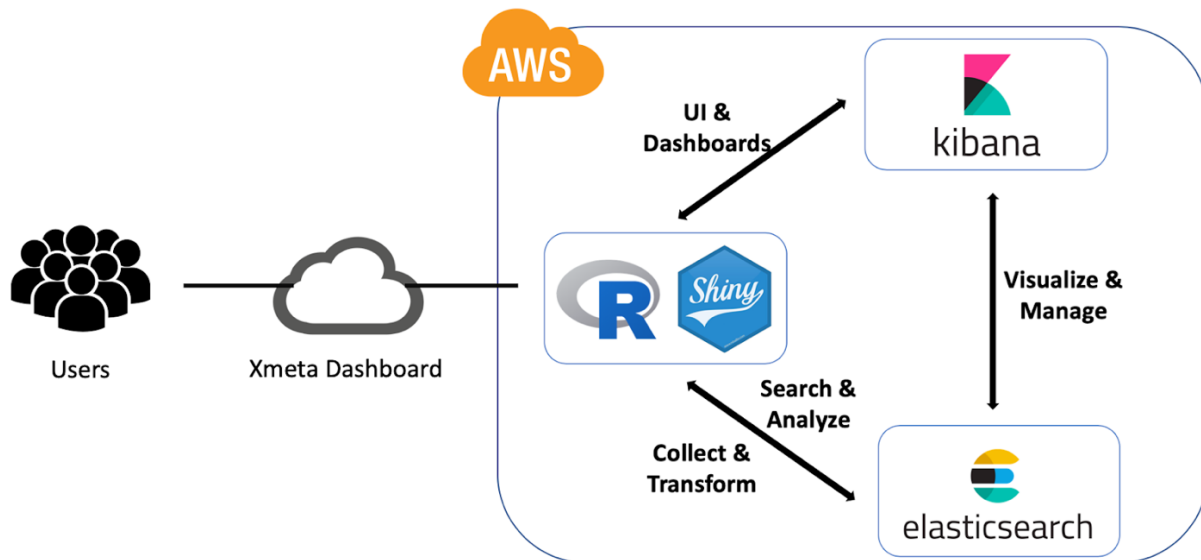 AWS
UI &
Dashboards
kibana
R
Shiny
Users
Xmeta Dashboard
Visualize &
Manage
Search &
Analyze
Collect &
Transform
elasticsearch